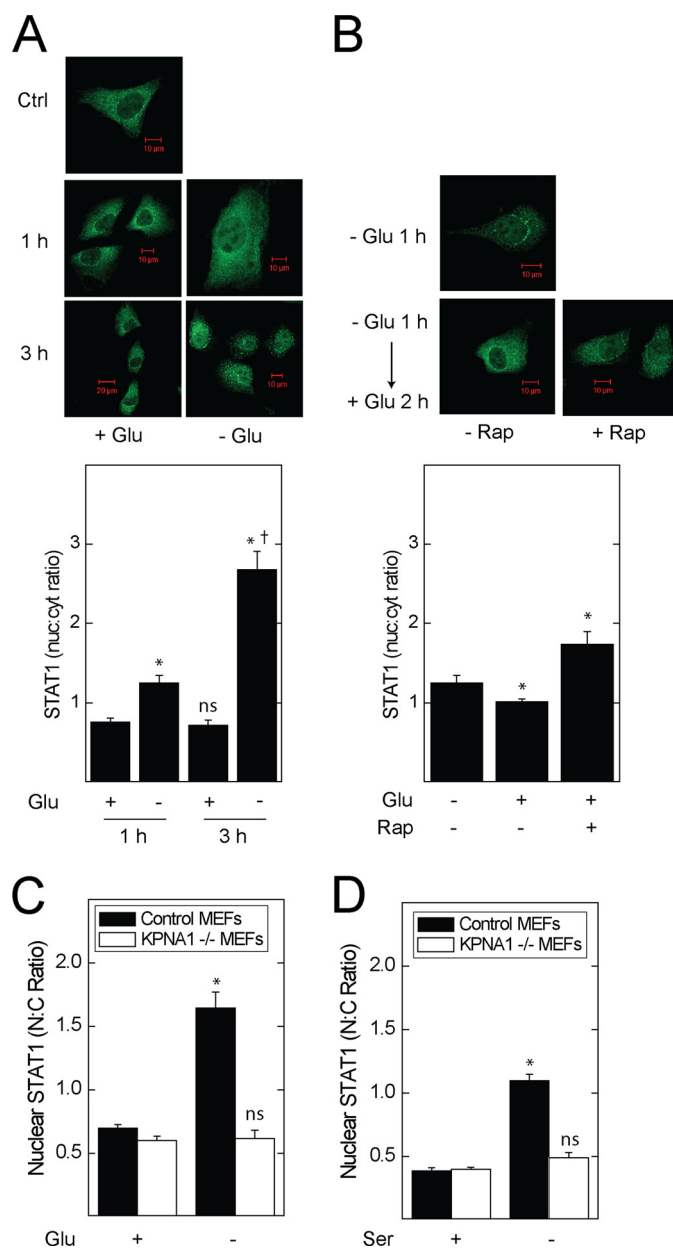 A
B
Ctrl
10 µm
1 h
10 µm
10 µm
- Glu 1 h
10 µm
3 h
20 µm
10 µm
- Glu 1 h
+ Glu 2 h
10 µm
10 µm
+ Glu
- Glu
- Rap
+ Rap
STAT1 (nuc:cyt ratio)
3
2
1
*
ns
* †
Glu
+
-
+
-
1 h
3 h
STAT1 (nuc:cyt ratio)
3
2
1
*
*
Glu
-
+
+
Rap
-
-
+
C
Control MEFs
KPNA1 -/- MEFs
Nuclear STAT1 (N:C Ratio)
2.0
1.5
1.0
0.5
*
ns
Glu
+
-
D
Control MEFs
KPNA1 -/- MEFs
Nuclear STAT1 (N:C Ratio)
2.0
1.5
1.0
0.5
*
ns
Ser
+
-